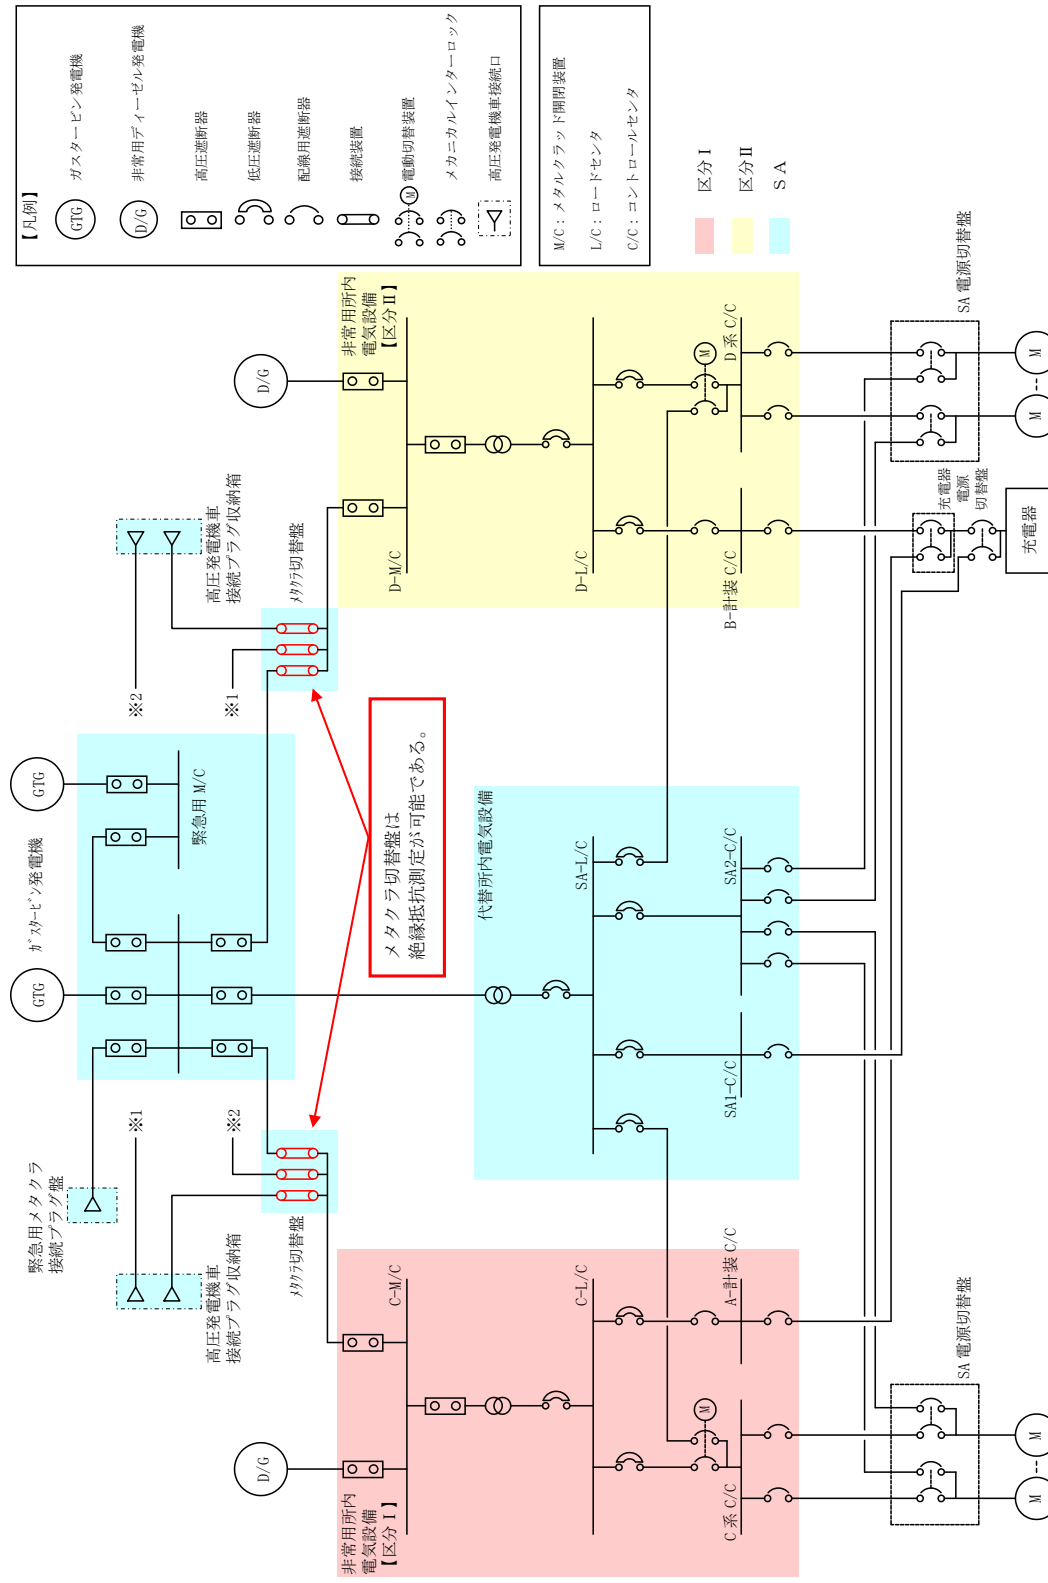 【凡例】
GTG ガスタービン発電機
D/G 非常用ディーゼル発電機
高圧遮断器
低圧遮断器
配線用遮断器
接続装置
M 電動切替装置
メカニカルインターロック
高圧発電機車接続口
M/C：メタルクラッド開閉装置
L/C：ロードセンタ
C/C：コントロールセンタ
区分Ⅰ
区分Ⅱ
ＳＡ
緊急用メタクラ
接続プラグ盤
GTG
ガスタービン発電機
GTG
緊急用 M/C
※1
※2
高圧発電機車
接続プラグ収納箱
メタクラ切替盤
※2
※1
高圧発電機車
接続プラグ収納箱
メタクラ切替盤
メタクラ切替盤は
絶縁抵抗測定が可能である。
D/G
非常用所内
電気設備
【区分Ⅰ】
C-M/C
C-L/C
M
C 系 C/C
A-計装 C/C
代替所内電気設備
SA-L/C
SA1-C/C
SA2-C/C
D/G
非常用所内
電気設備
【区分Ⅱ】
D-M/C
D-L/C
M
B-計装 C/C
D 系 C/C
SA 電源切替盤
M
M
充電器
電源
切替盤
充電器
SA 電源切替盤
M
M